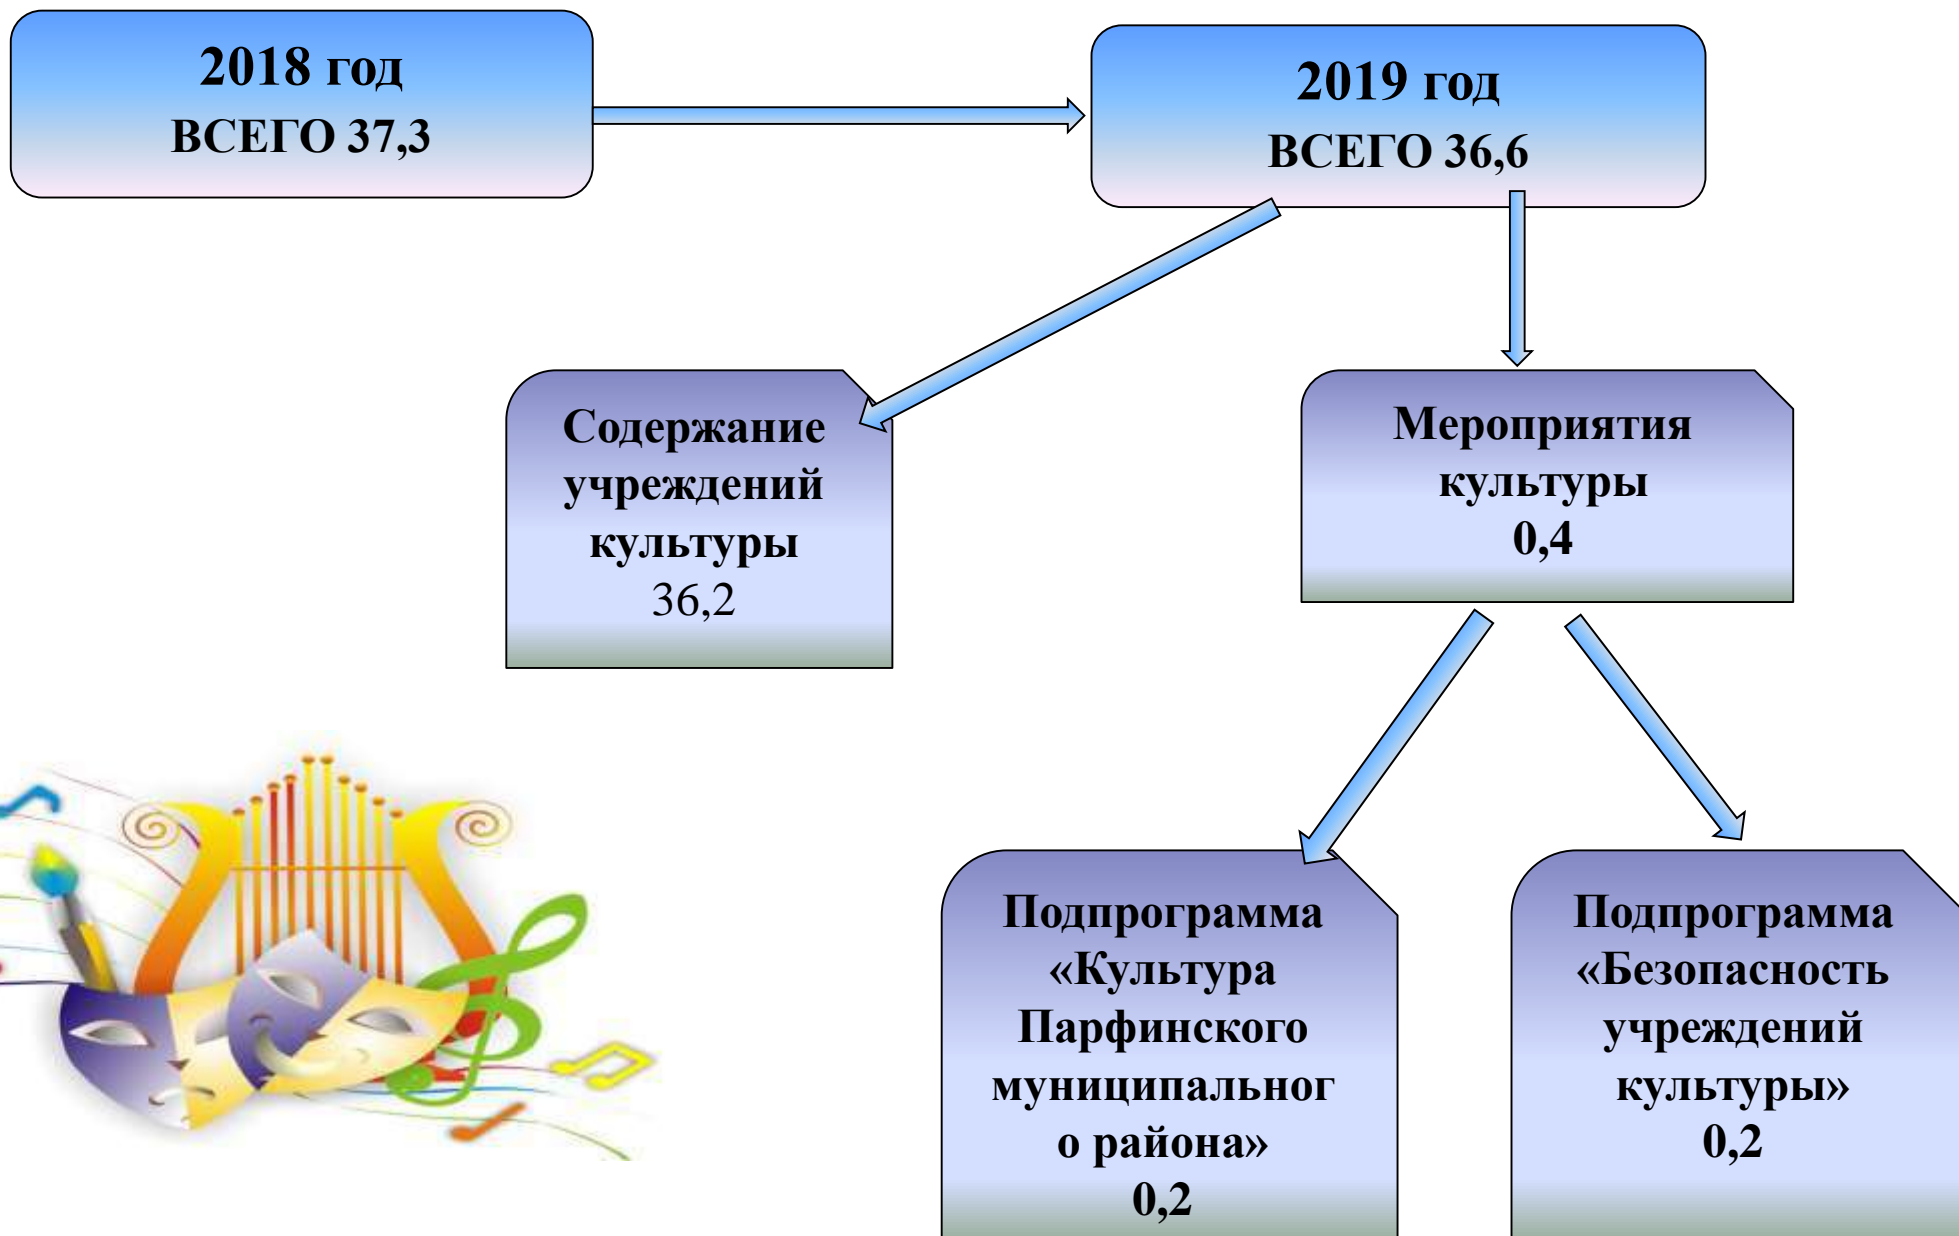 2018 год
ВСЕГО 37,3
2019 год
ВСЕГО 36,6
Содержание
учреждений
культуры
36,2
Мероприятия
культуры
0,4
Подпрограмма
«Культура
Парфинского
муниципальног
о района»
0,2
Подпрограмма
«Безопасность
учреждений
культуры»
0,2